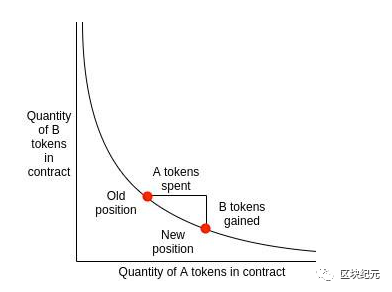 Quantity
of B
tokens
in
contract
A tokens
spent
Old
position
B tokens
gained
New
position
Quantity of A tokens in contract
区块纪元